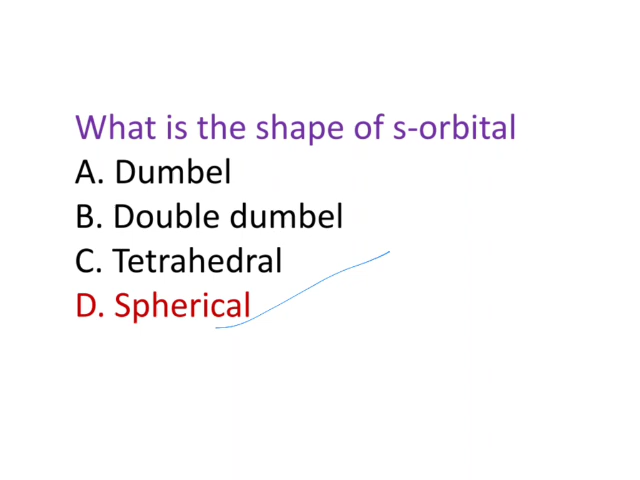 What is the shape of s-orbital
A. Dumbel
B. Double dumbel
C. Tetrahedral
D. Spherical